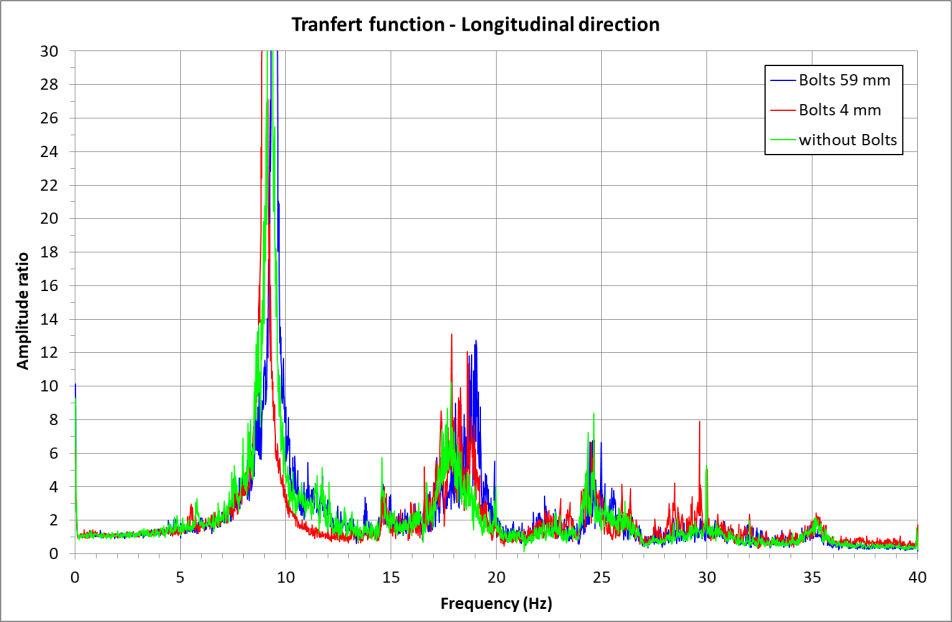 Tranfert function - Longitudinal direction
Amplitude ratio
30
28
26
24
22
20
18
16
14
12
10
8
6
4
2
0
Bolts 59 mm
Bolts 4 mm
without Bolts
0 5 10 15 20 25 30 35 40
Frequency (Hz)